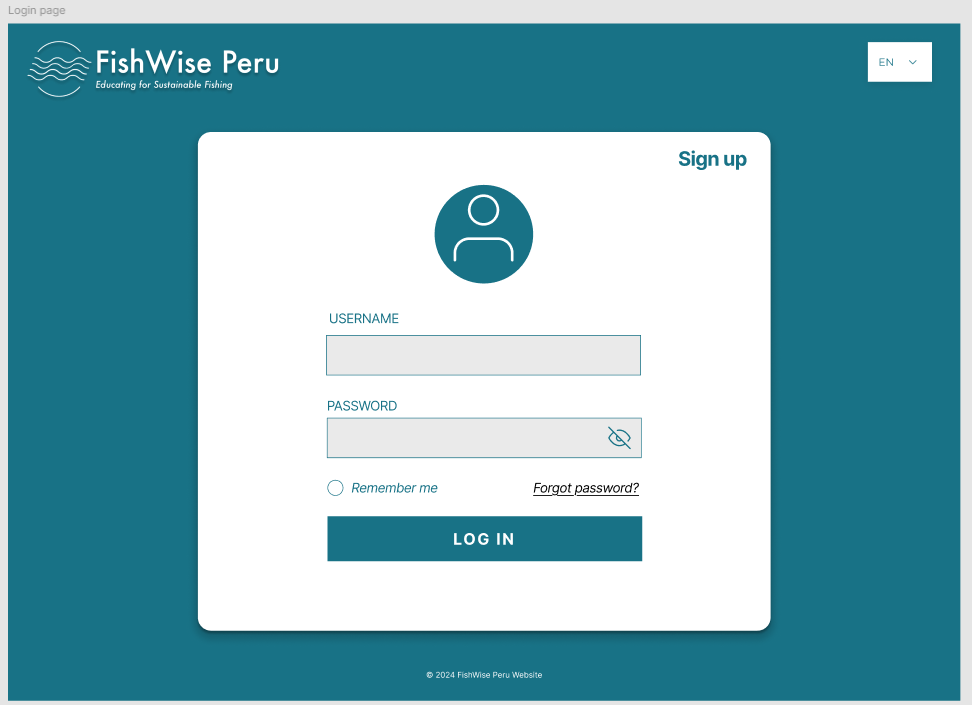 Login page
FishWise Peru
Educating for Sustainable Fishing
EN
Sign up
USERNAME
PASSWORD
Remember me
Forgot password?
LOG IN
© 2024 FishWise Peru Website